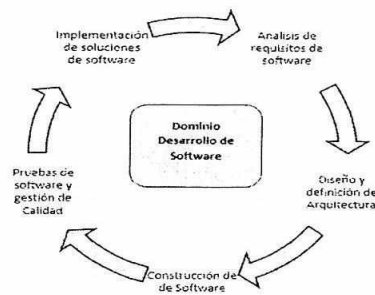 Implementación
de soluciones
de software
Analisis de
requisitos de
software
Dominio
Desarrollo de
Software
Pruebas de
software y
gestión de
Calidad
Diseño y
definición de
Arquitectura
Construcción de
de Software